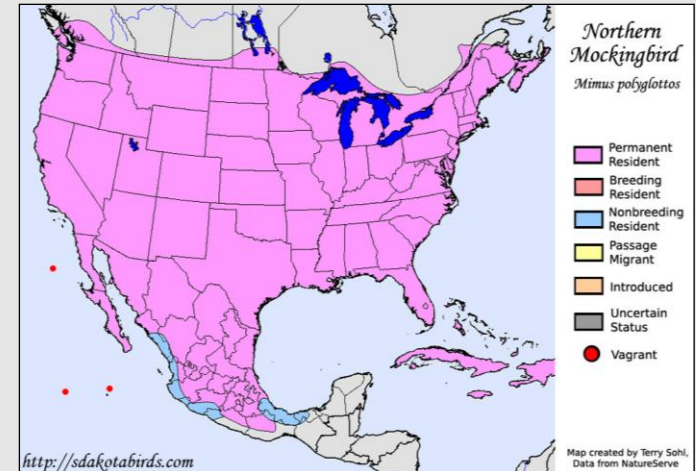 Northern
Mockingbird
Mimus polyglottos
Permanent
Resident
Breeding
Resident
Nonbreeding
Resident
Passage
Migrant
Introduced
Uncertain
Status
Vagrant
http://sdakotabirds.com
Map created by Terry Sohl,
Data from NatureServe